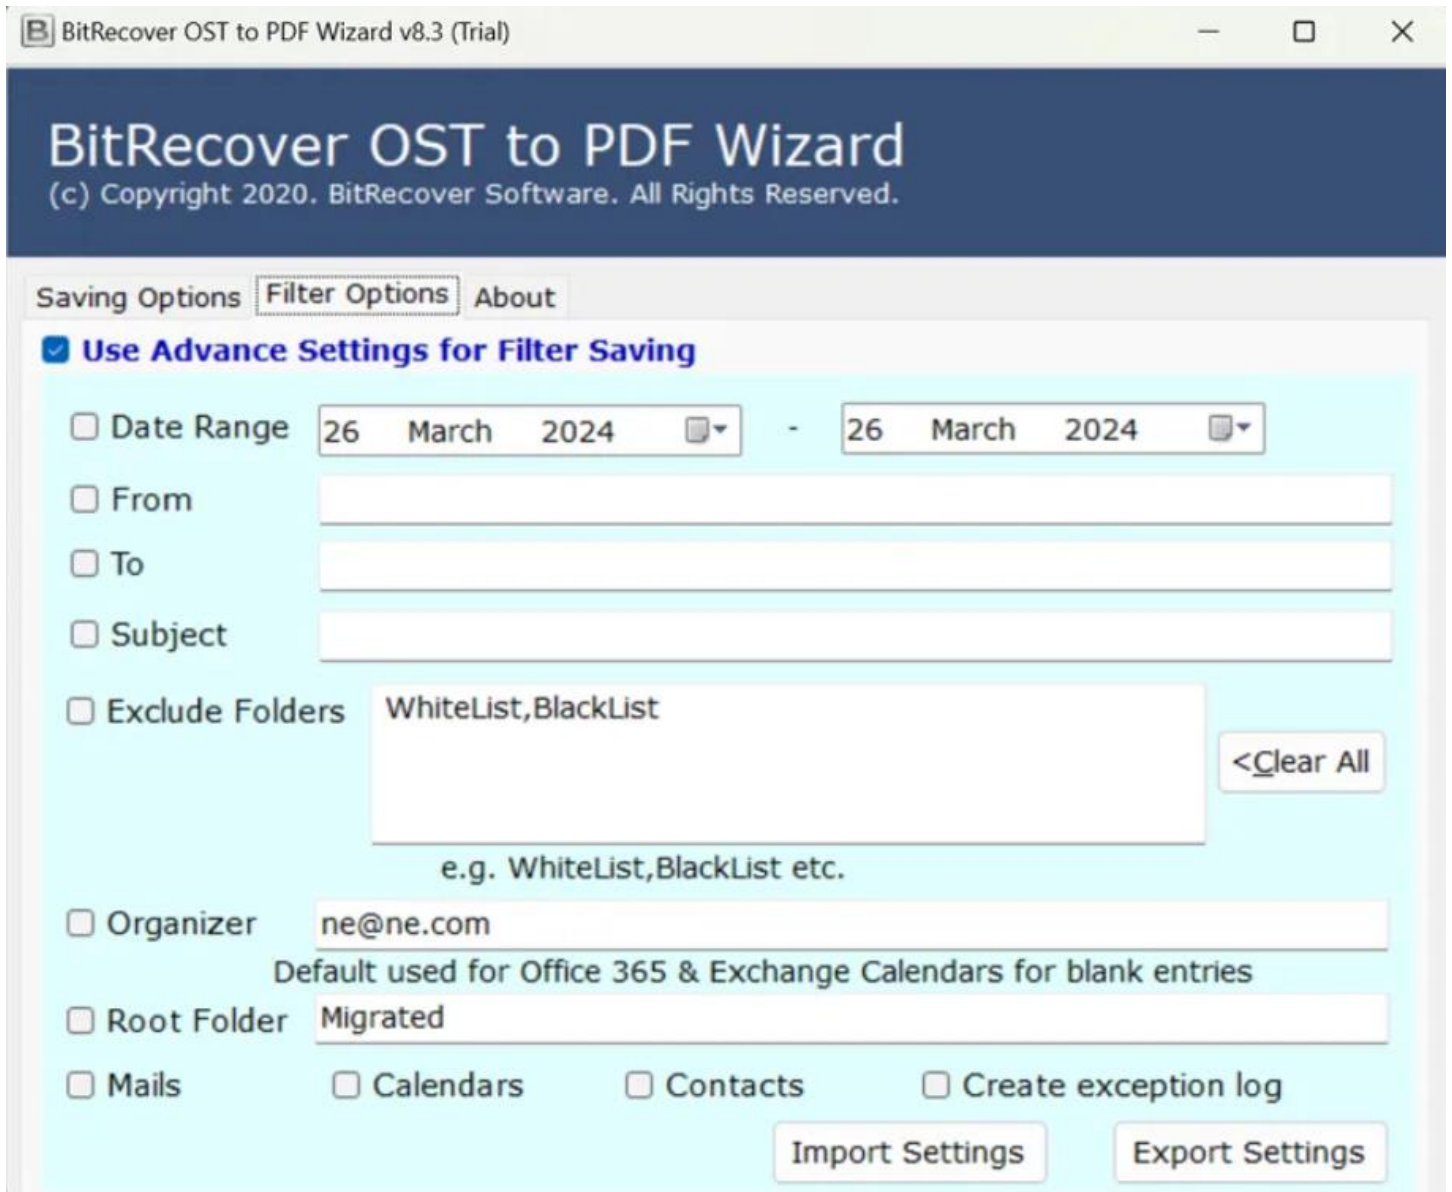 BitRecover OST to PDF Wizard v8.3 (Trial)
BitRecover OST to PDF Wizard
(c) Copyright 2020. BitRecover Software. All Rights Reserved.
Saving Options Filter Options About
Use Advance Settings for Filter Saving
Date Range 26 March 2024 - 26 March 2024
From
To
Subject
Exclude Folders WhiteList,BlackList
<Clear All
e.g. WhiteList,BlackList etc.
Organizer ne@ne.com
Default used for Office 365 & Exchange Calendars for blank entries
Root Folder Migrated
Mails Calendars Contacts Create exception log
Import Settings Export Settings